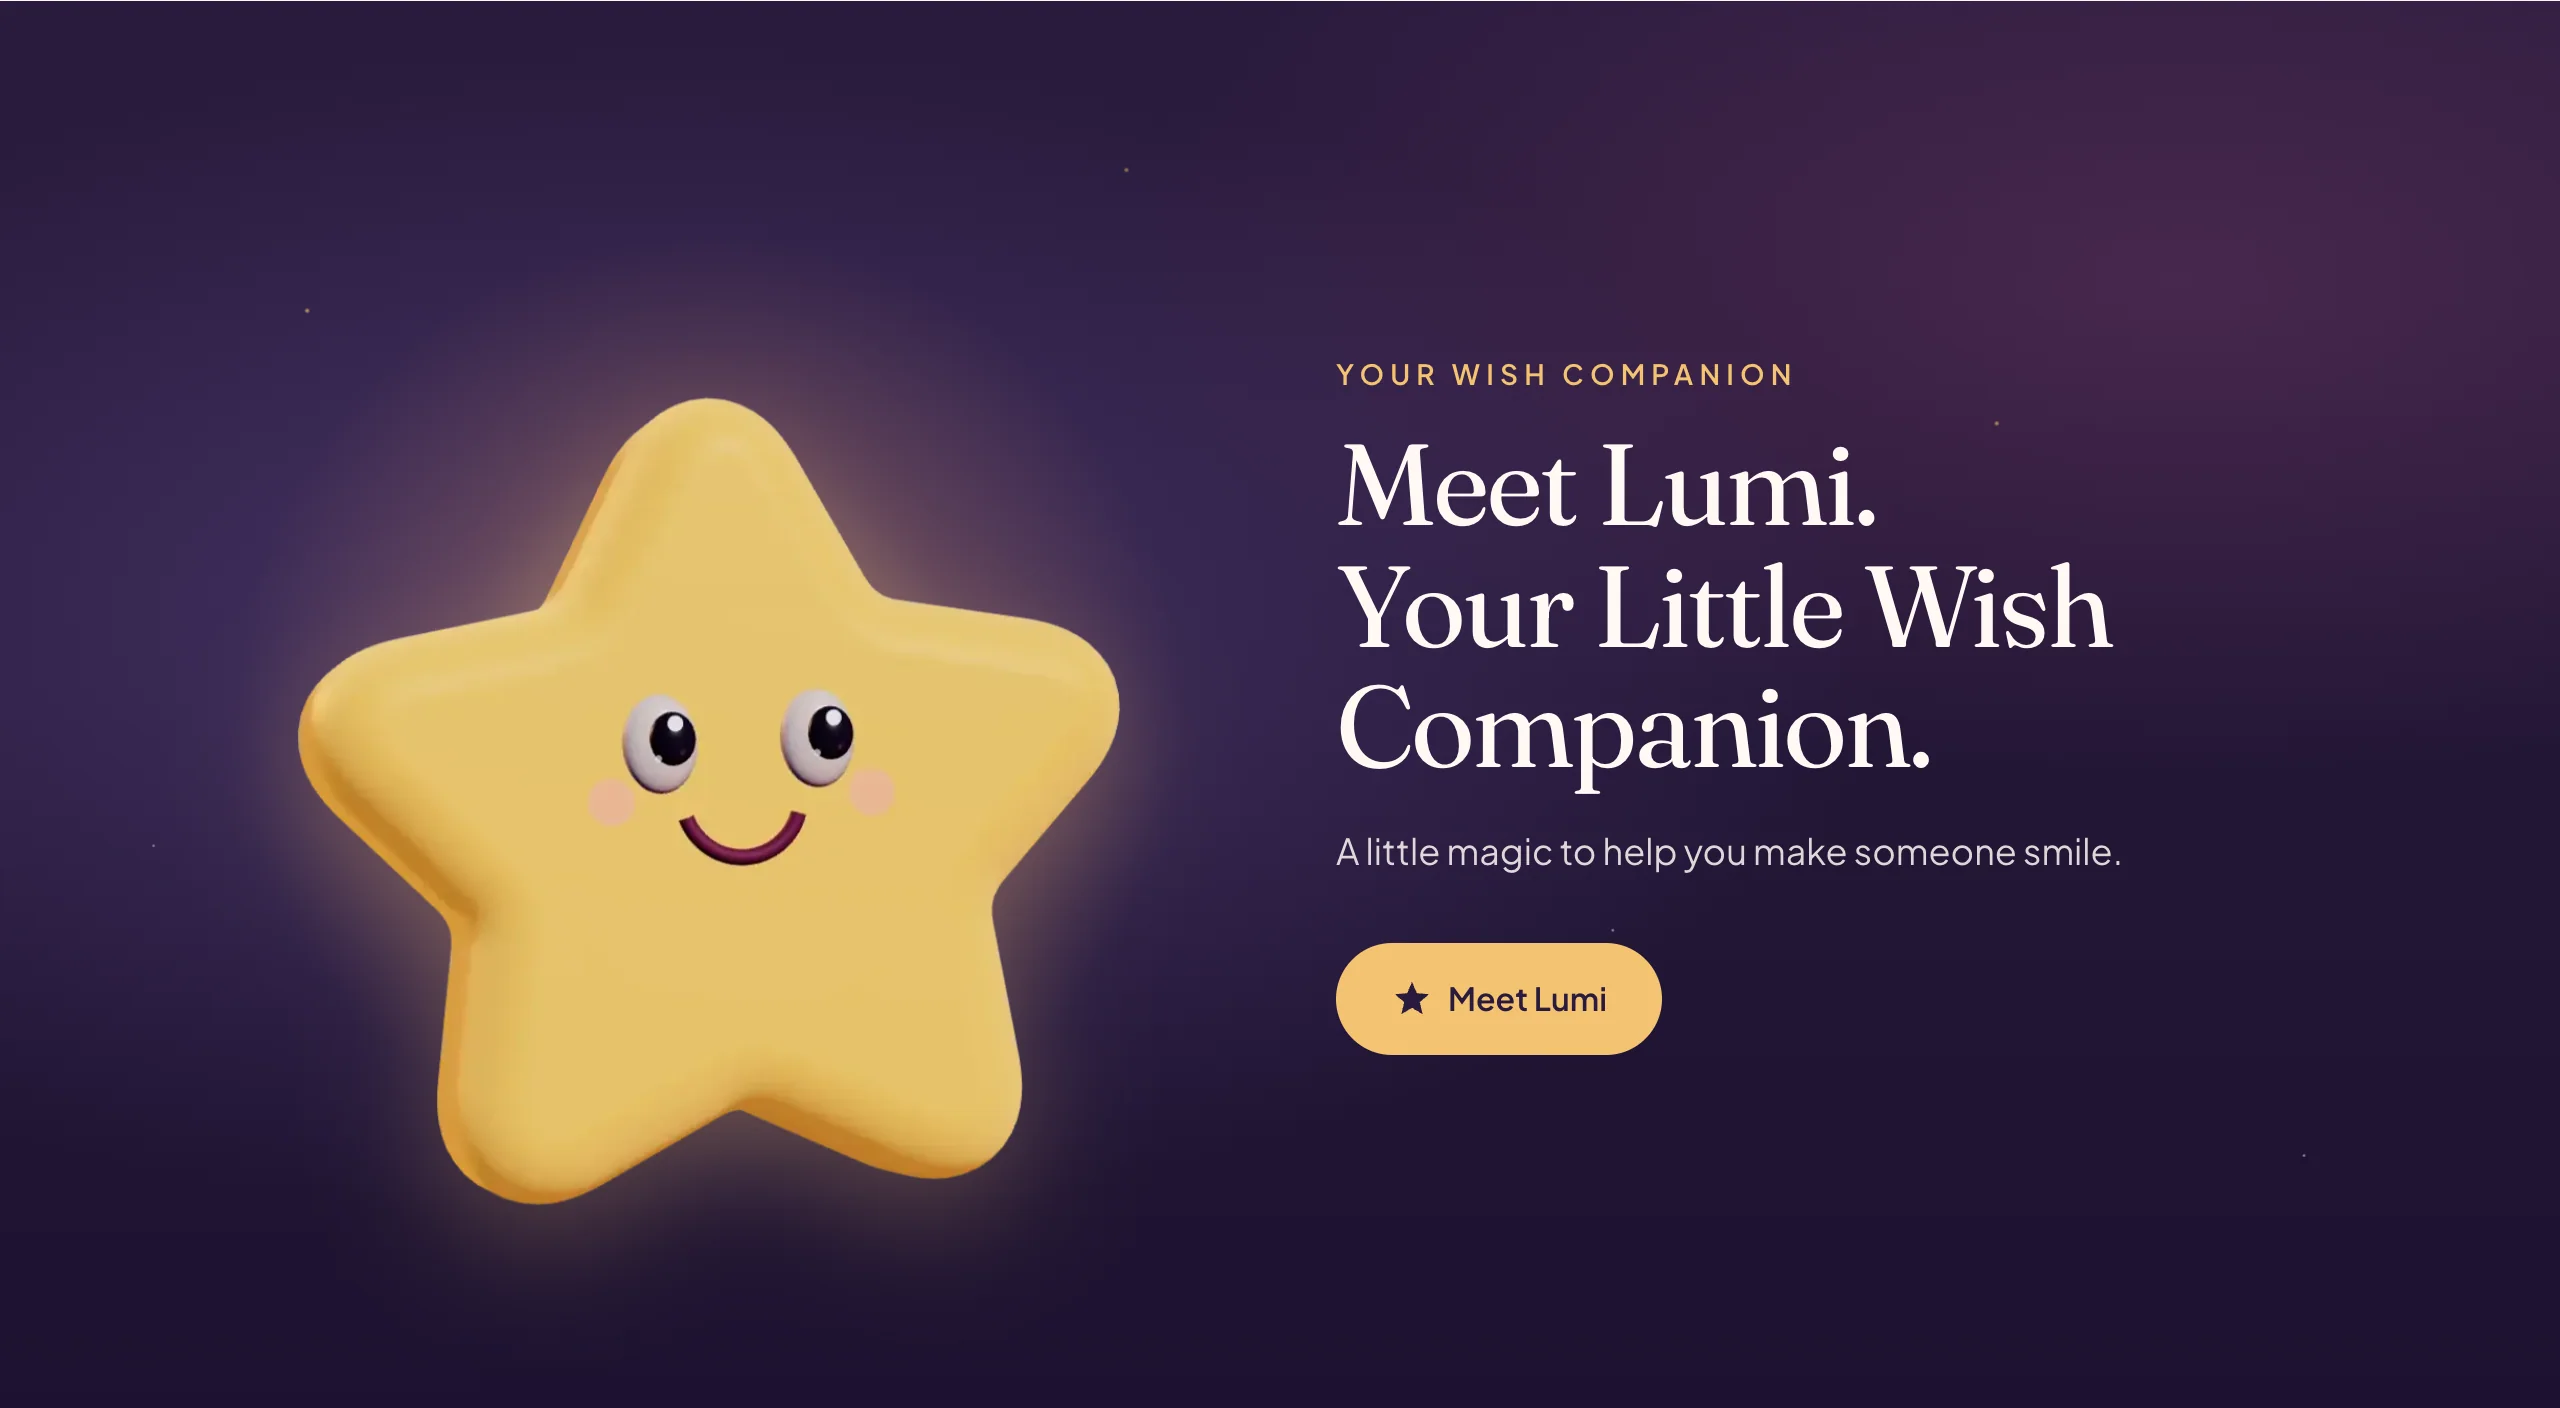 YOUR WISH COMPANION
Meet Lumi.
Your Little Wish
Companion.
A little magic to help you make someone smile.
Meet Lumi